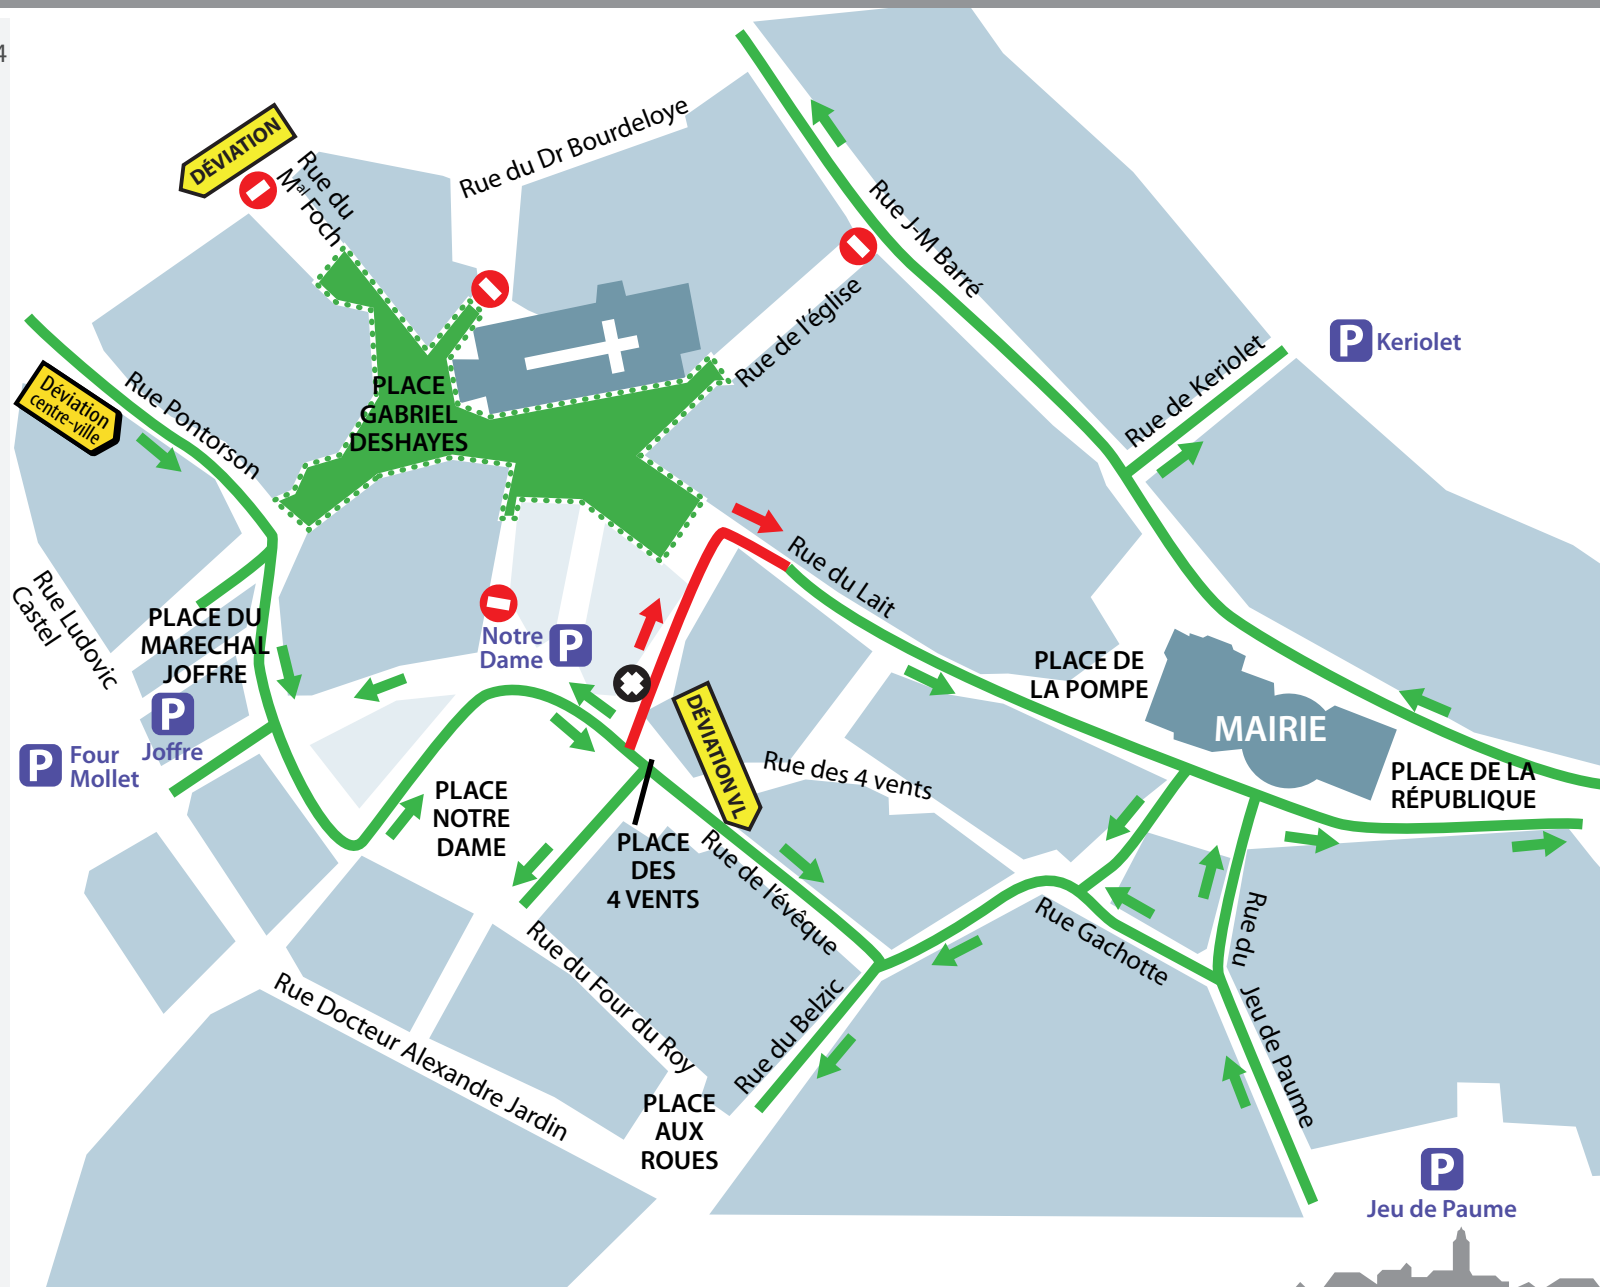 4
DÉVIATION
Rue du
Mal Foch
Rue du Dr Bourdeloye
Rue J-M Barré
Rue de l'église
P Keriolet
Rue de Keriolet
Déviation
centre-ville
Rue Pontorson
PLACE
GABRIEL
DESHAYES
Rue du Lait
Rue Ludovic
Castel
PLACE DU
MARECHAL
JOFFRE
Notre
Dame
P
PLACE DE
LA POMPE
MAIRIE
P
Joffre
P
Four
Mollet
DÉVIATION VL
Rue des 4 vents
PLACE DE LA
RÉPUBLIQUE
PLACE
NOTRE
DAME
PLACE
DES
4 VENTS
Rue de l'évêque
Rue Gachotte
Rue du
Jeu de Paume
Rue du Four du Roy
Rue Docteur Alexandre Jardin
Rue du Belzic
PLACE
AUX
ROUES
P
Jeu de Paume